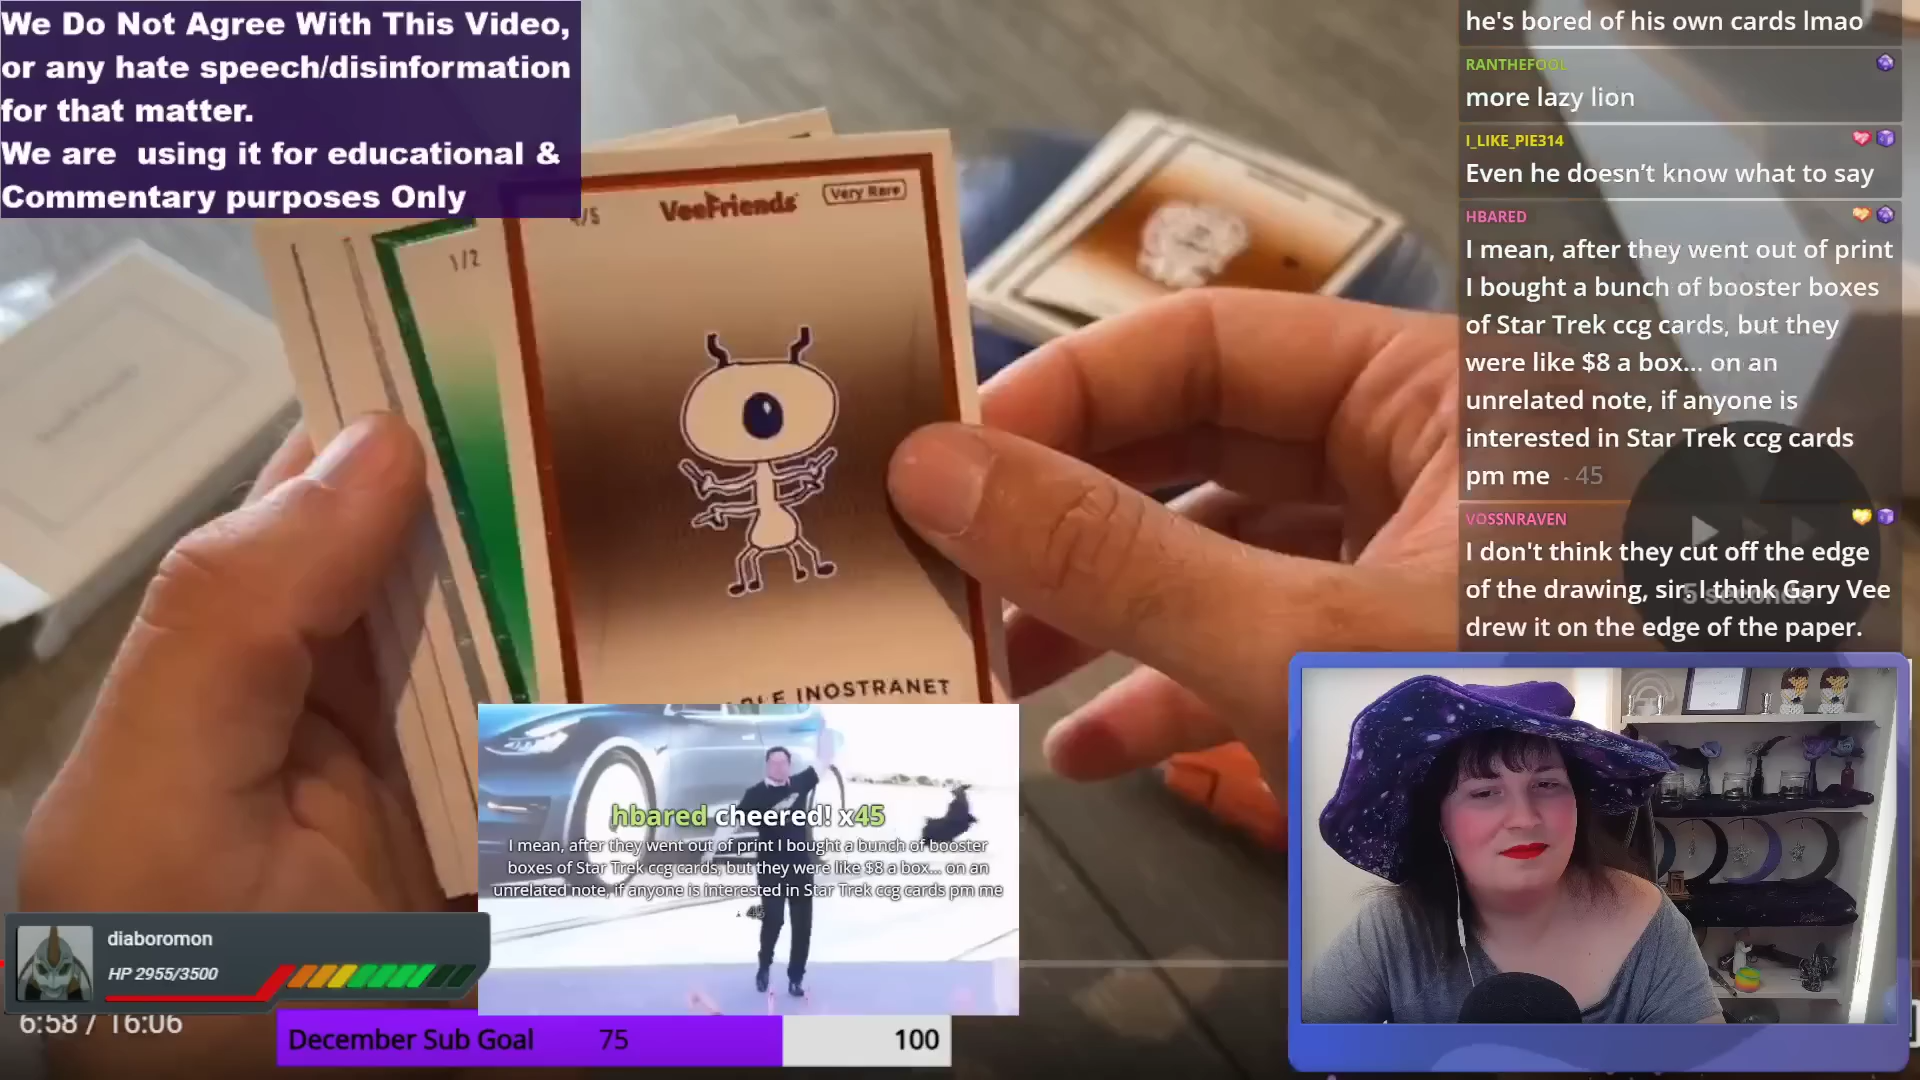 We Do Not Agree With This Video,
or any hate speech/disinformation
for that matter.
We are using it for educational &
Commentary purposes Only
1/2
/5
VeeFriends
Very Rare
INOSTRANET
he's bored of his own cards lmao
RANTHEFOOL
more lazy lion
I_LIKE_PIE314
Even he doesn't know what to say
HBARED
I mean, after they went out of print
I bought a bunch of booster boxes
of Star Trek ccg cards, but they
were like $8 a box... on an
unrelated note, if anyone is
interested in Star Trek ccg cards
pm me - 45
VOSSNRAVEN
I don't think they cut off the edge
of the drawing, sir. I think Gary Vee
drew it on the edge of the paper.
5 seconds
hbared cheered! x45
I mean, after they went out of print I bought a bunch of booster
boxes of Star Trek ccg cards, but they were like $8 a box... on an
unrelated note, if anyone is interested in Star Trek ccg cards pm me
- 45
diaboromon
HP 2955/3500
6:58 / 16:06
December Sub Goal 75 100